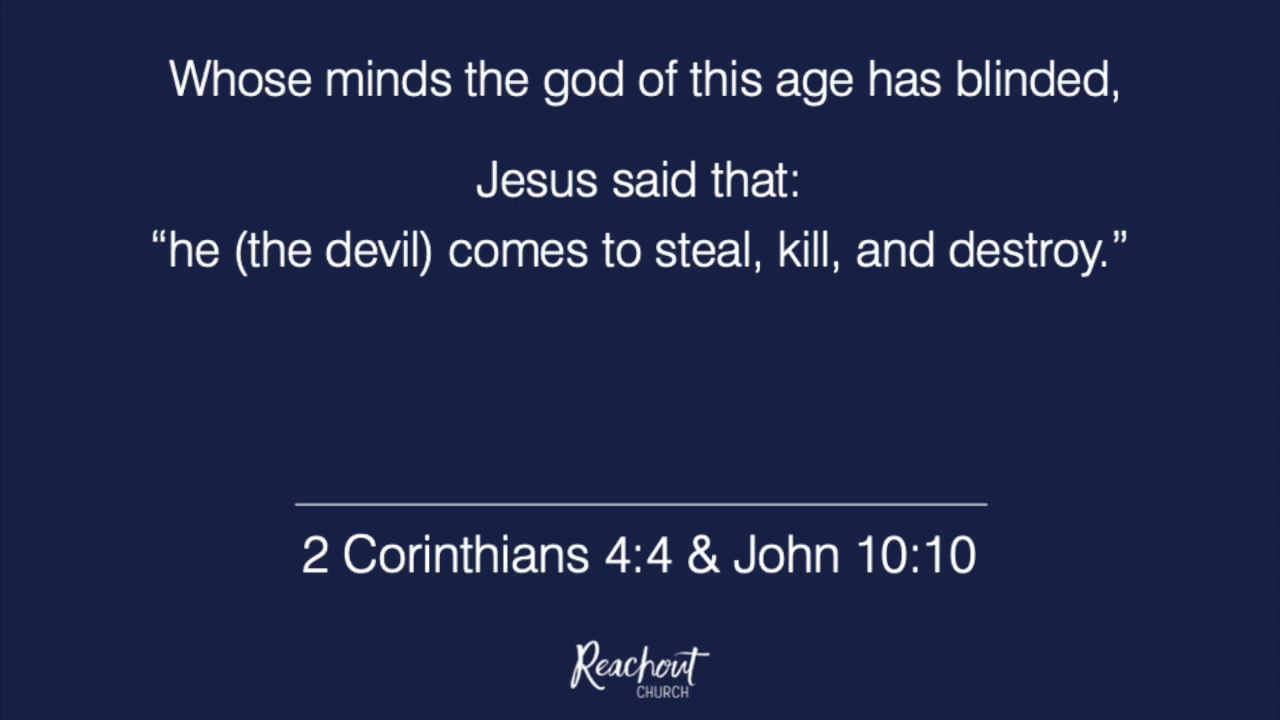 Whose minds the god of this age has blinded,
Jesus said that:
“he (the devil) comes to steal, kill, and destroy.”
2 Corinthians 4:4 & John 10:10
Reachout
CHURCH